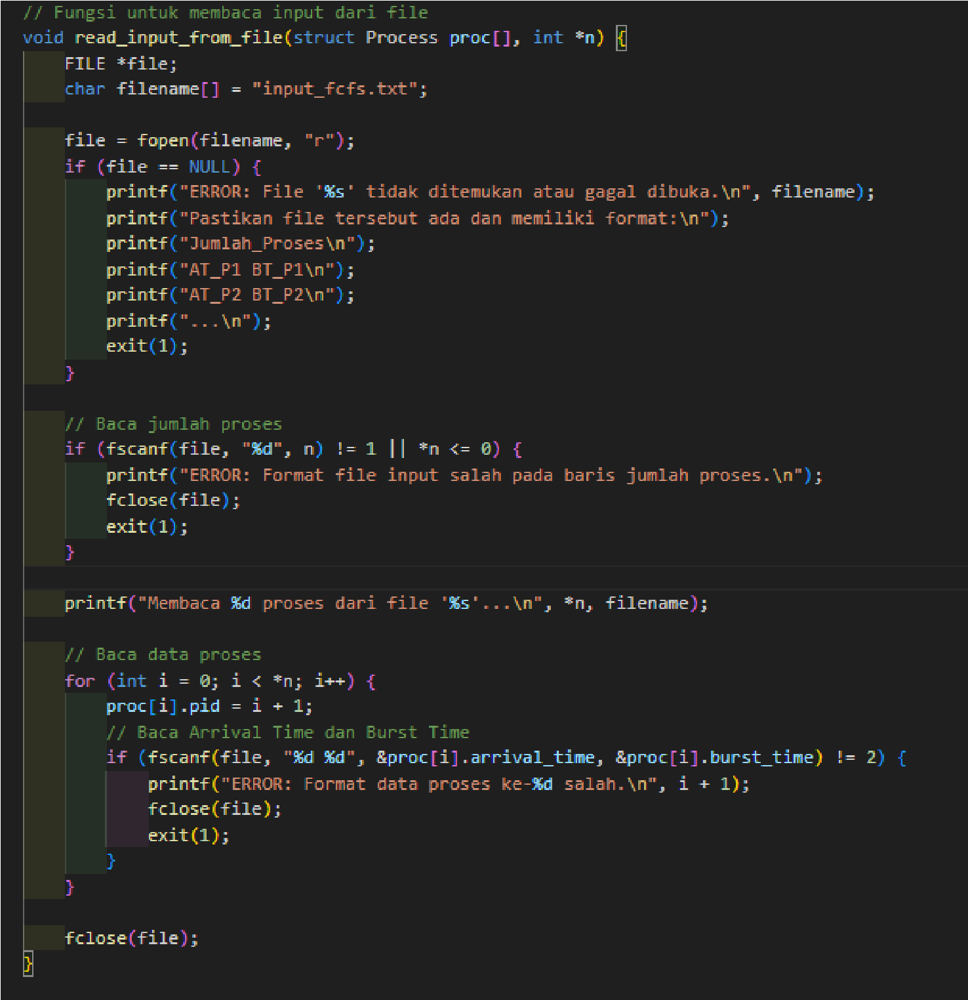 // Fungsi untuk membaca input dari file
void read_input_from_file(struct Process proc[], int *n) {
    FILE *file;
    char filename[] = "input_fcfs.txt";
    file = fopen(filename, "r");
    if (file == NULL) {
        printf("ERROR: File '%s' tidak ditemukan atau gagal dibuka.\n", filename);
        printf("Pastikan file tersebut ada dan memiliki format:\n");
        printf("Jumlah_Proses\n");
        printf("AT_P1 BT_P1\n");
        printf("AT_P2 BT_P2\n");
        printf("...\n");
        exit(1);
    }
    // Baca jumlah proses
    if (fscanf(file, "%d", n) != 1 || *n <= 0) {
        printf("ERROR: Format file input salah pada baris jumlah proses.\n");
        fclose(file);
        exit(1);
    }
    printf("Membaca %d proses dari file '%s'...\n", *n, filename);
    // Baca data proses
    for (int i = 0; i < *n; i++) {
        proc[i].pid = i + 1;
        // Baca Arrival Time dan Burst Time
        if (fscanf(file, "%d %d", &proc[i].arrival_time, &proc[i].burst_time) != 2) {
            printf("ERROR: Format data proses ke-%d salah.\n", i + 1);
            fclose(file);
            exit(1);
        }
    }
    fclose(file);
}